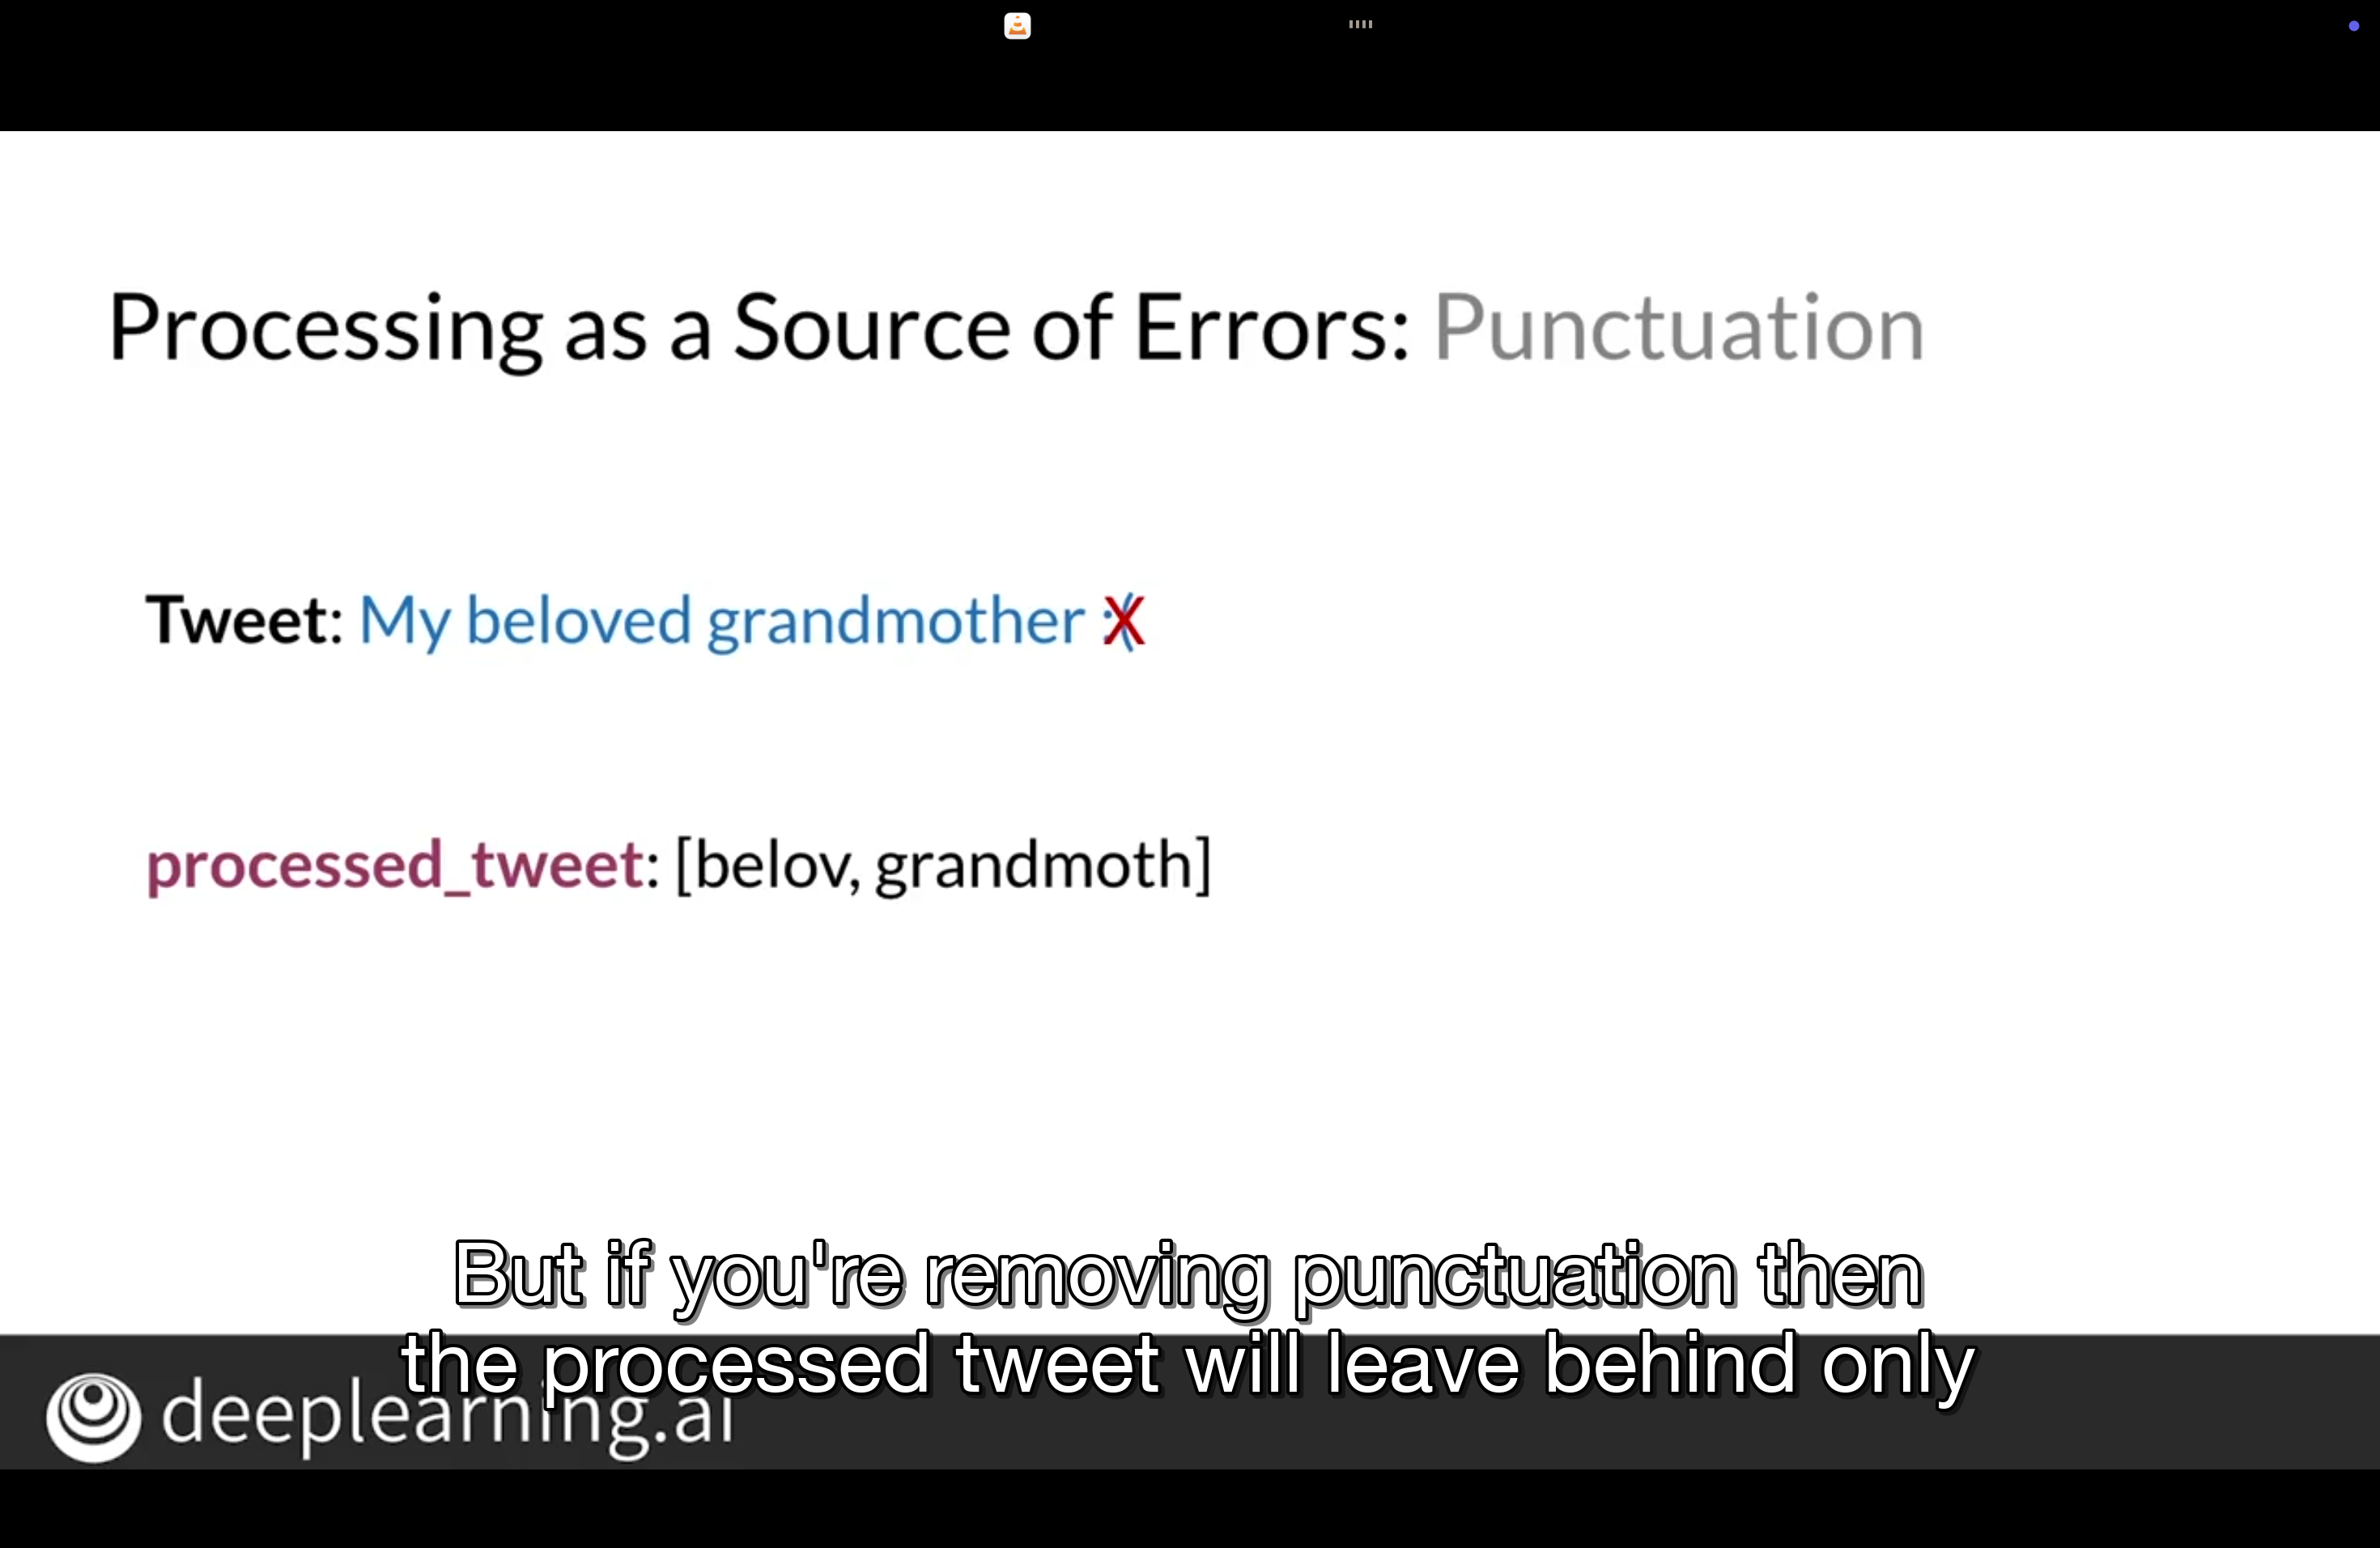 Processing as a Source of Errors: Punctuation
Tweet: My beloved grandmother :(
processed_tweet: [belov, grandmoth]
But if you're removing punctuation then
the processed tweet will leave behind only
deeplearning.ai